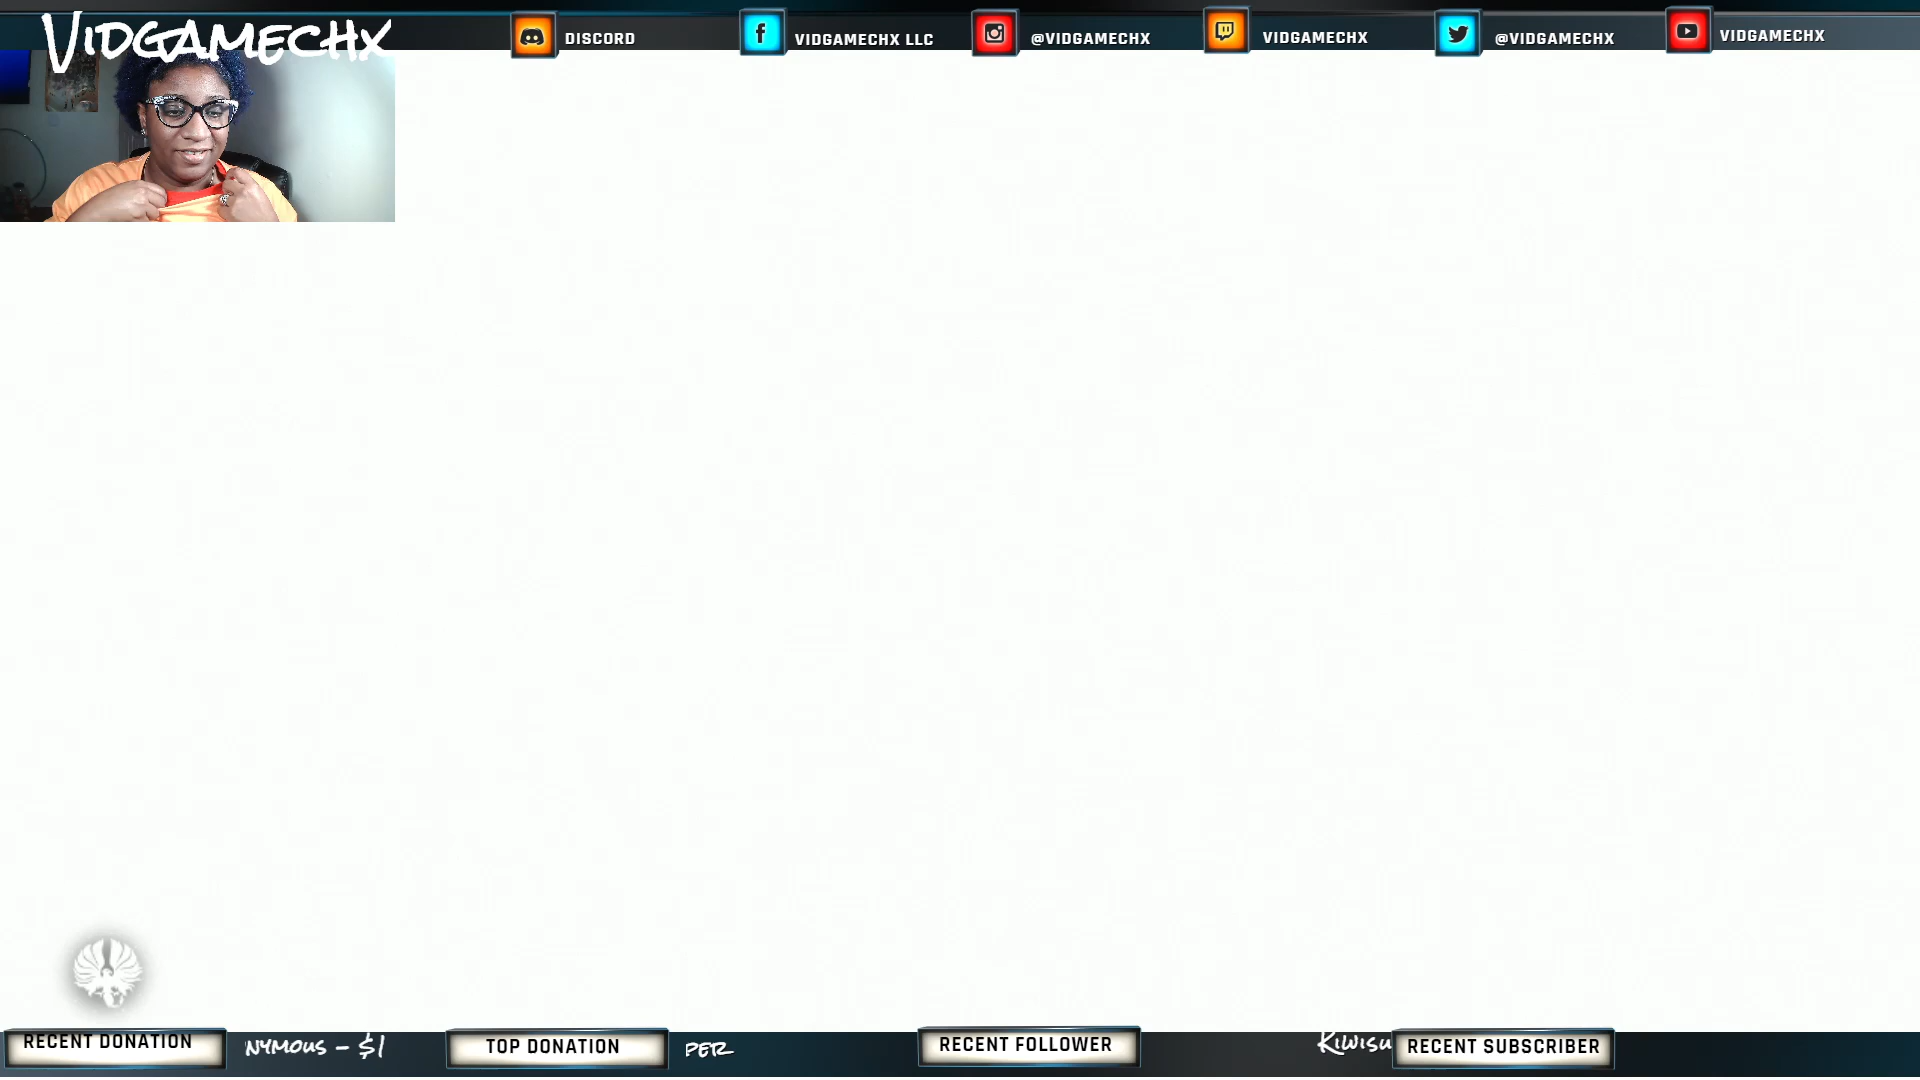 VIDGAMECHX
DISCORD
VIDGAMECHX LLC
@VIDGAMECHX
VIDGAMECHX
@VIDGAMECHX
VIDGAMECHX
RECENT DONATION
NYMOUS - $1
TOP DONATION
PER
RECENT FOLLOWER
KIWISU
RECENT SUBSCRIBER